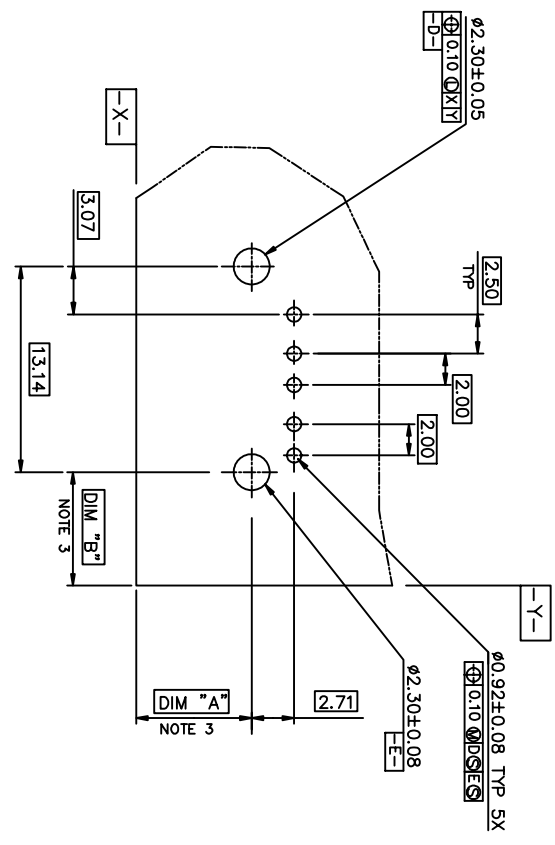 ø2.30±0.05
⌖ 0.10 Ⓛ X Y
-D-
-X-
3.07
13.14
2.50
TYP
2.00
2.00
DIM "B"
NOTE 3
-Y-
ø0.92±0.08 TYP 5X
⌖ 0.10 Ⓜ D Ⓢ E Ⓢ
ø2.30±0.08
-E-
2.71
DIM "A"
NOTE 3